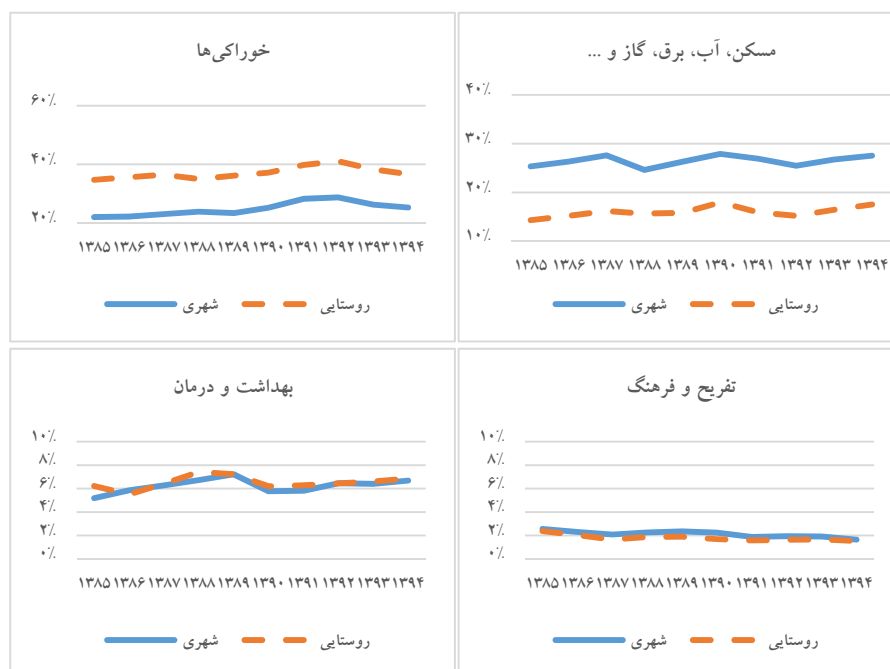 مسکن، آب، برق، گاز و ...
۴۰٪
۳۰٪
۲۰٪
۱۰٪
۱۳۸۵ ۱۳۸۶ ۱۳۸۷ ۱۳۸۸ ۱۳۸۹ ۱۳۹۰ ۱۳۹۱ ۱۳۹۲ ۱۳۹۳ ۱۳۹۴
شهری روستایی
خوراکی‌ها
۶۰٪
۴۰٪
۲۰٪
۱۳۸۵ ۱۳۸۶ ۱۳۸۷ ۱۳۸۸ ۱۳۸۹ ۱۳۹۰ ۱۳۹۱ ۱۳۹۲ ۱۳۹۳ ۱۳۹۴
شهری روستایی
تفریح و فرهنگ
۱۰٪
۸٪
۶٪
۴٪
۲٪
۰٪
۱۳۸۵ ۱۳۸۶ ۱۳۸۷ ۱۳۸۸ ۱۳۸۹ ۱۳۹۰ ۱۳۹۱ ۱۳۹۲ ۱۳۹۳ ۱۳۹۴
شهری روستایی
بهداشت و درمان
۱۰٪
۸٪
۶٪
۴٪
۲٪
۰٪
۱۳۸۵ ۱۳۸۶ ۱۳۸۷ ۱۳۸۸ ۱۳۸۹ ۱۳۹۰ ۱۳۹۱ ۱۳۹۲ ۱۳۹۳ ۱۳۹۴
شهری روستایی